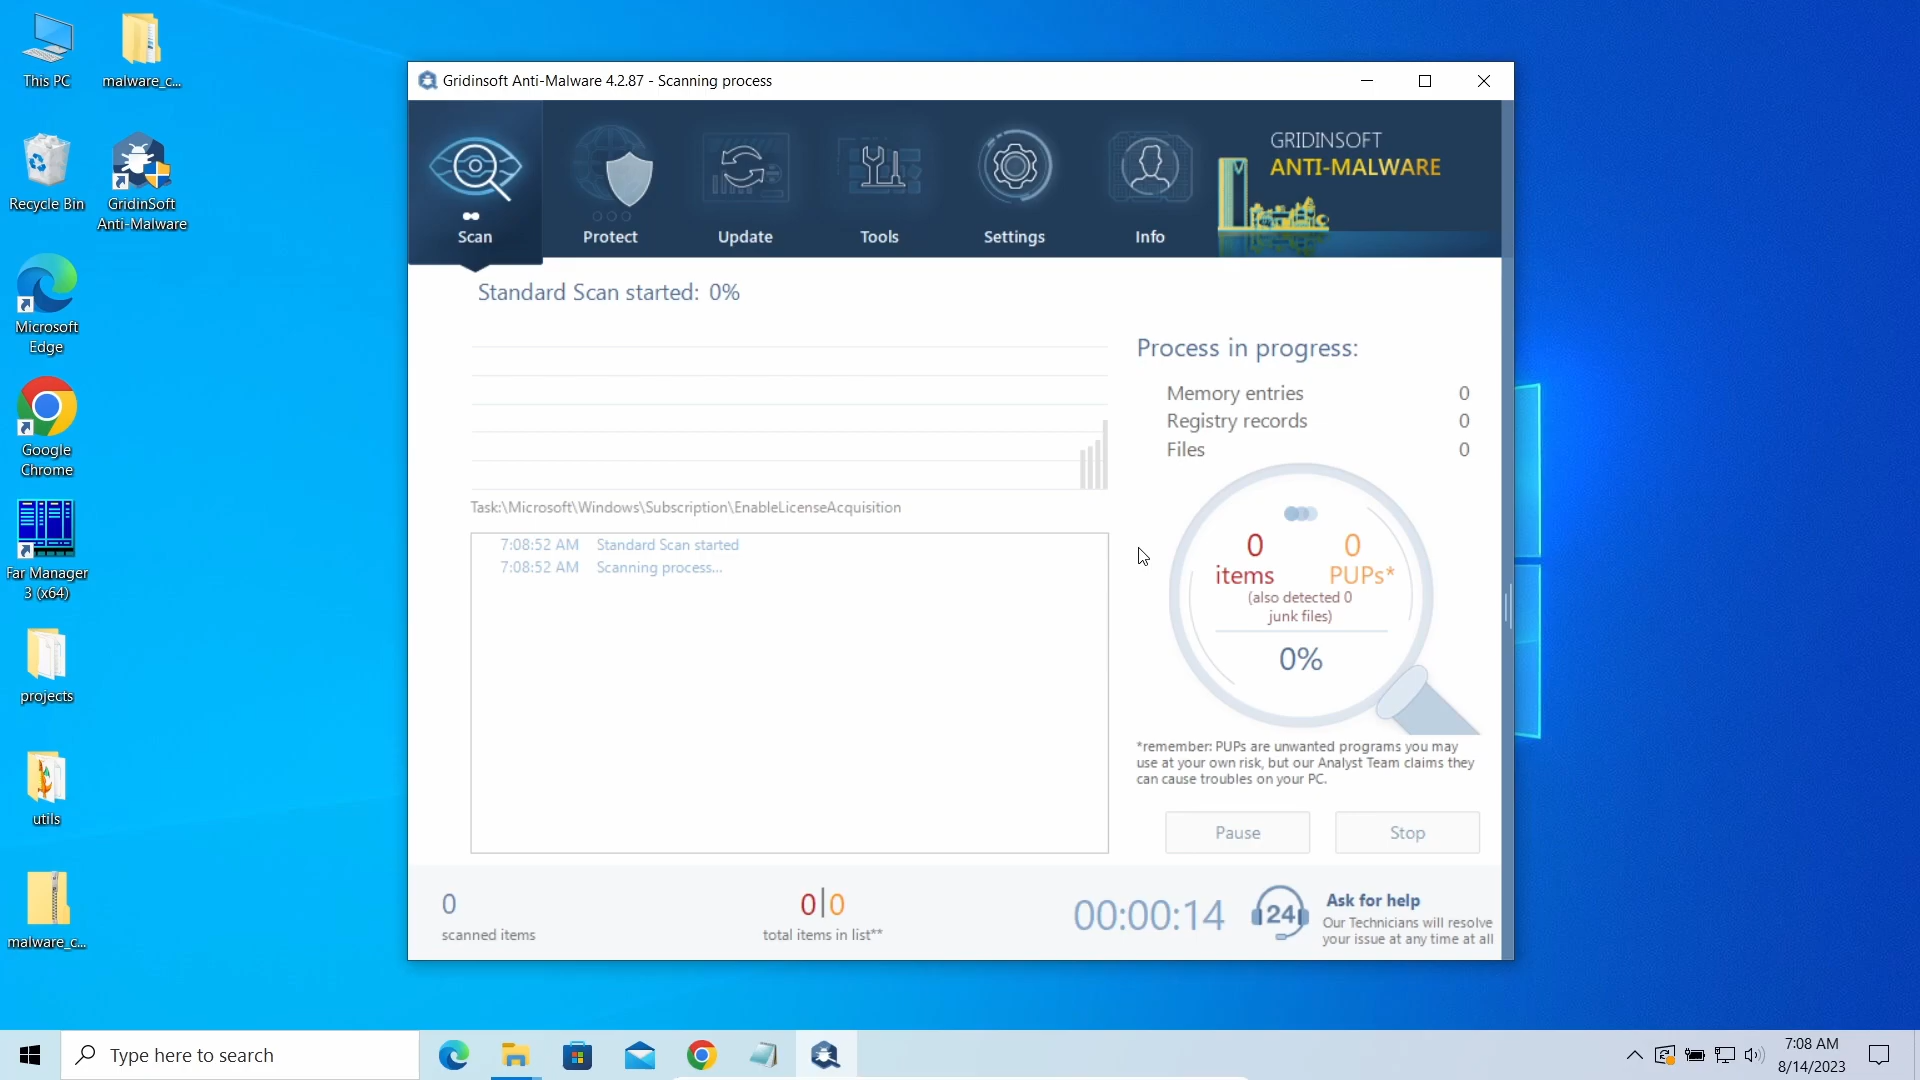 This PC
malware_c...
Recycle Bin
GridinSoft
Anti-Malware
Microsoft
Edge
Google
Chrome
Far Manager
3 (x64)
projects
utils
malware_c...
Gridinsoft Anti-Malware 4.2.87 - Scanning process
Scan
Protect
Update
Tools
Settings
Info
GRIDINSOFT
ANTI-MALWARE
Standard Scan started: 0%
Task:\Microsoft\Windows\Subscription\EnableLicenseAcquisition
7:08:52 AM Standard Scan started
7:08:52 AM Scanning process...
Process in progress:
Memory entries 0
Registry records 0
Files 0
0 0
items PUPs*
(also detected 0
junk files)
0%
*remember: PUPs are unwanted programs you may
use at your own risk, but our Analyst Team claims they
can cause troubles on your PC.
Pause
Stop
0
scanned items
0|0
total items in list**
00:00:14
24
Ask for help
Our Technicians will resolve
your issue at any time at all
Type here to search
7:08 AM
8/14/2023